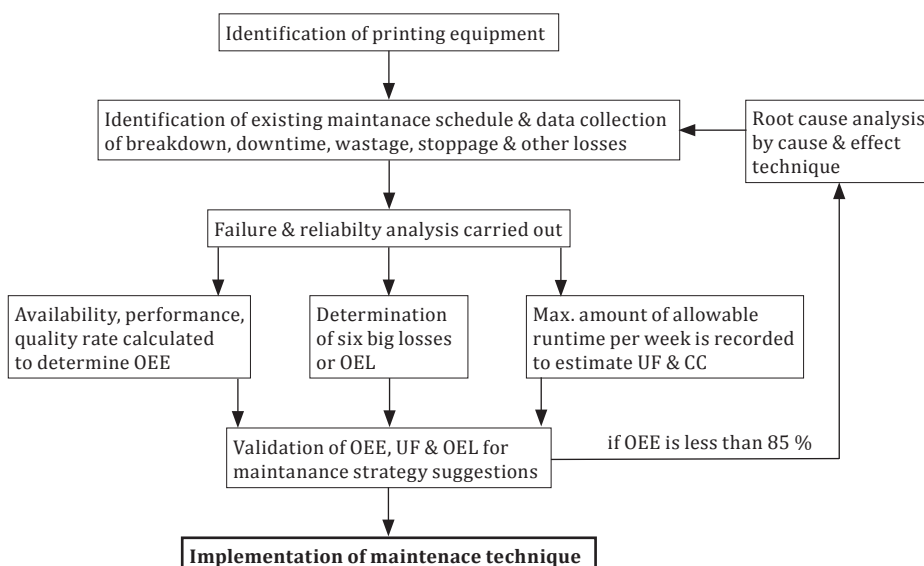 Identification of printing equipment
Identification of existing maintanace schedule & data collection
of breakdown, downtime, wastage, stoppage & other losses
Root cause analysis
by cause & effect
technique
Failure & reliabilty analysis carried out
Availability, performance,
quality rate calculated
to determine OEE
Determination
of six big losses
or OEL
Max. amount of allowable
runtime per week is recorded
to estimate UF & CC
Validation of OEE, UF & OEL for
maintanance strategy suggestions
if OEE is less than 85 %
Implementation of maintenace technique